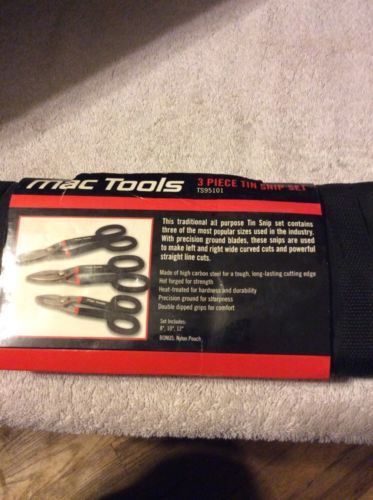 mac Tools
3 PIECE TIN SNIP SET
TS95101
This traditional all purpose Tin Snip set contains
three of the most popular sizes used in the industry.
With precision ground blades, these snips are used
to make left and right wide curved cuts and powerful
straight line cuts.
Made of high carbon steel for a tough, long-lasting cutting edge
Hot forged for strength
Heat-treated for hardness and durability
Precision ground for sharpness
Double dipped grips for comfort
Set Includes:
8", 10", 12"
BONUS: Nylon Pouch